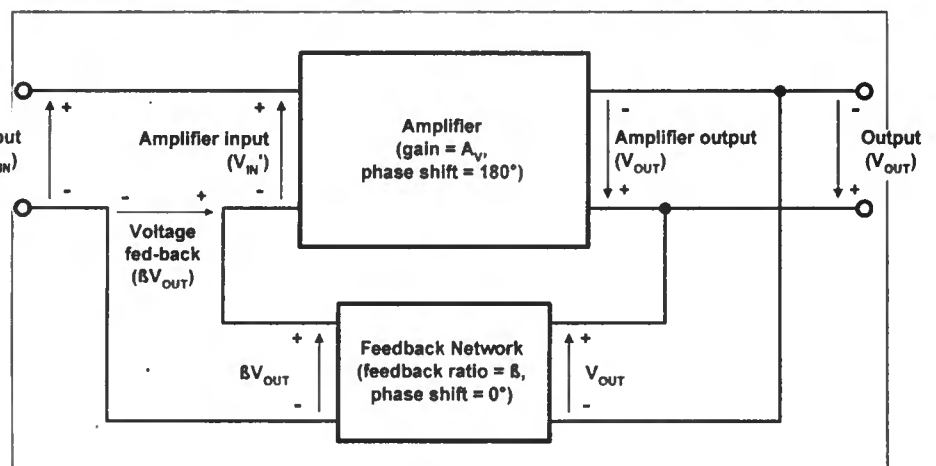 Amplifier
(gain = Aᵥ,
phase shift = 180°)
+
+
-
-
Amplifier input
(V_IN')
Amplifier output
(V_OUT)
Output
(V_OUT)
-
-
+
+
-
+
Voltage
fed-back
(ßV_OUT)
+
ßV_OUT
-
Feedback Network
(feedback ratio = ß,
phase shift = 0°)
+
V_OUT
-